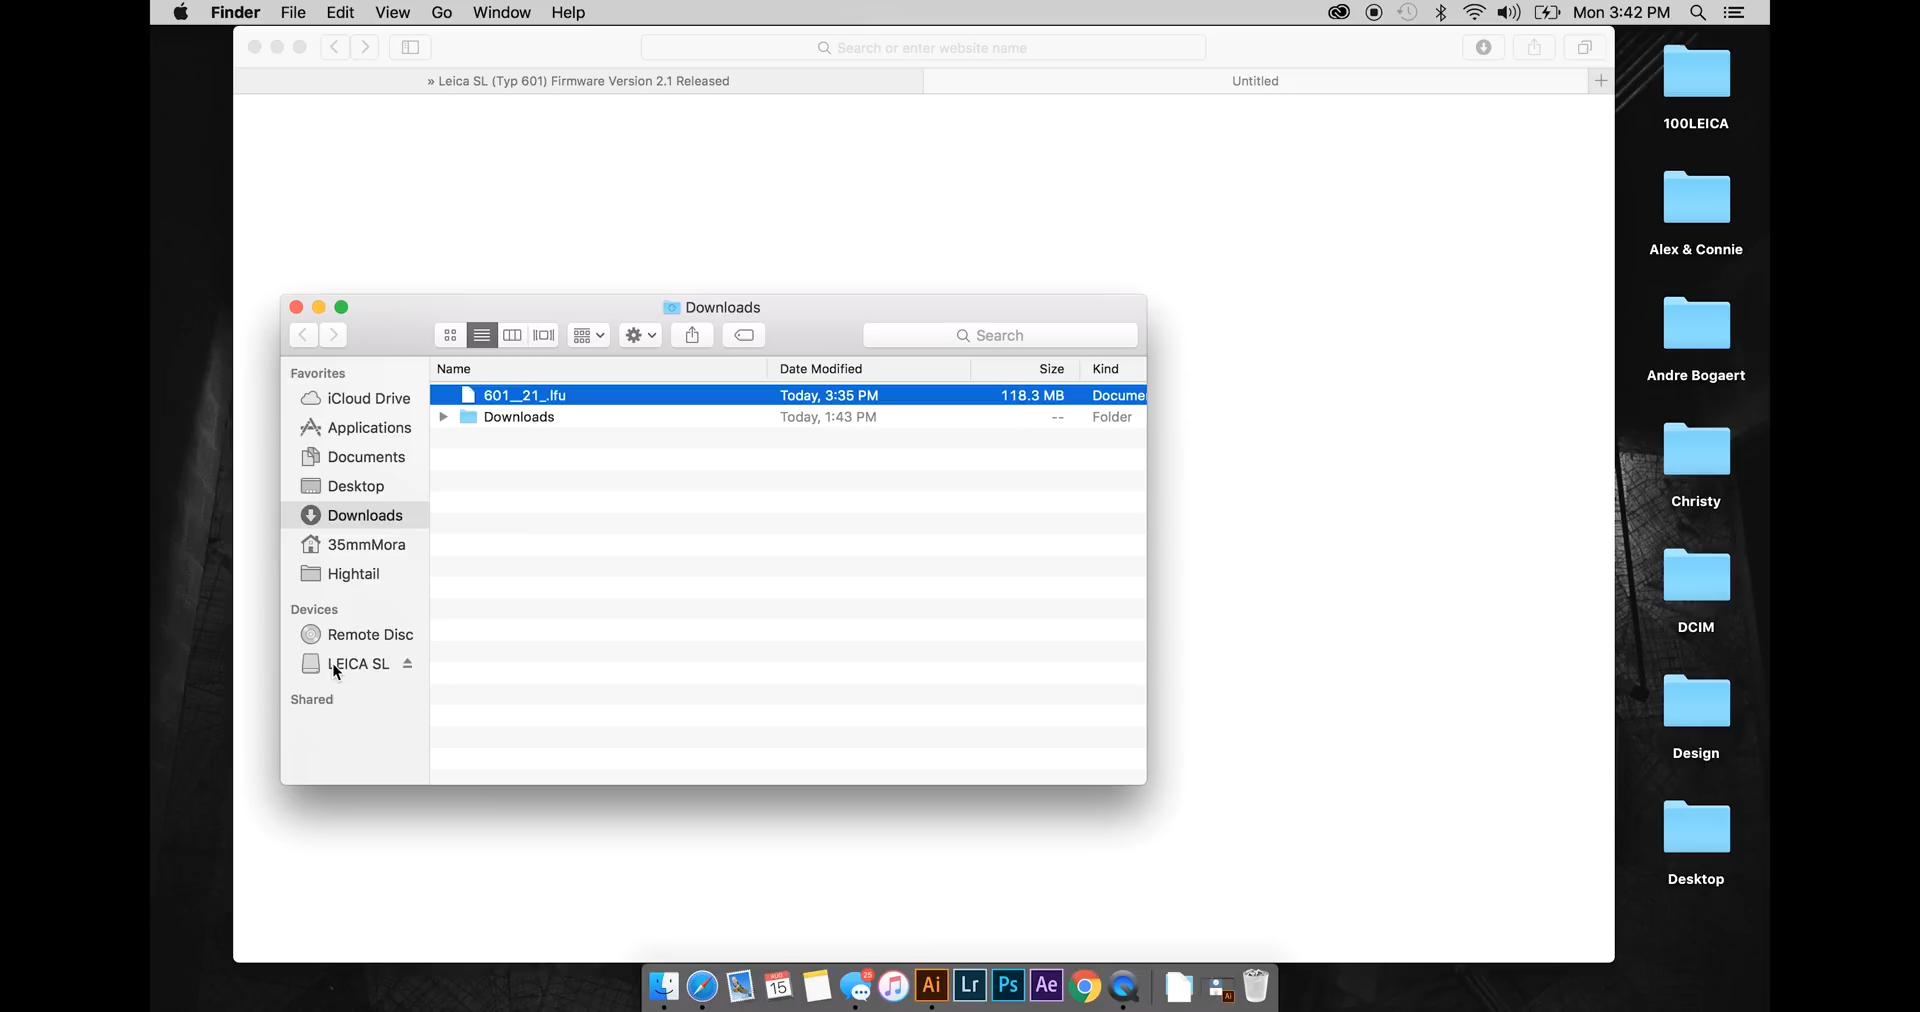 Finder File Edit View Go Window Help Mon 3:42 PM
Search or enter website name
» Leica SL (Typ 601) Firmware Version 2.1 Released Untitled
100LEICA
Alex & Connie
Andre Bogaert
Christy
DCIM
Design
Desktop
Downloads
Search
Favorites
iCloud Drive
Applications
Documents
Desktop
Downloads
35mmMora
Hightail
Devices
Remote Disc
LEICA SL
Shared
Name Date Modified Size Kind
601__21_.lfu Today, 3:35 PM 118.3 MB Docume
Downloads Today, 1:43 PM -- Folder
AUG
15
25
Ai Lr Ps Ae
Ai